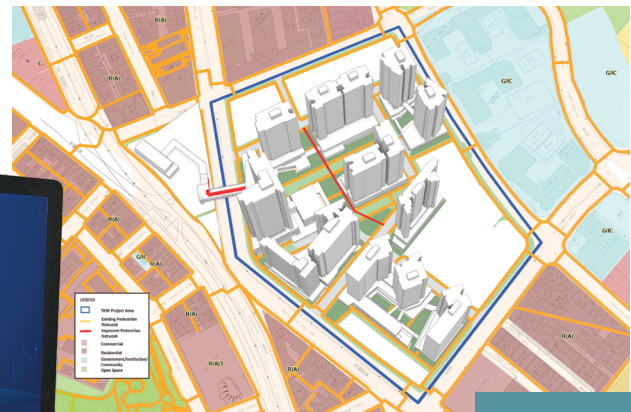 R(A)
C
R(A)
R(A)
G/IC
G/IC
R(A)
G/IC
R(A)
G/IC
R(A)
R(A)
R(A)3
R(A)
LEGEND
TKW Project Area
Existing Pedestrian
Network
Improved Pedestrian
Network
Commercial
Residential
Government/Institution/
Community
Open Space